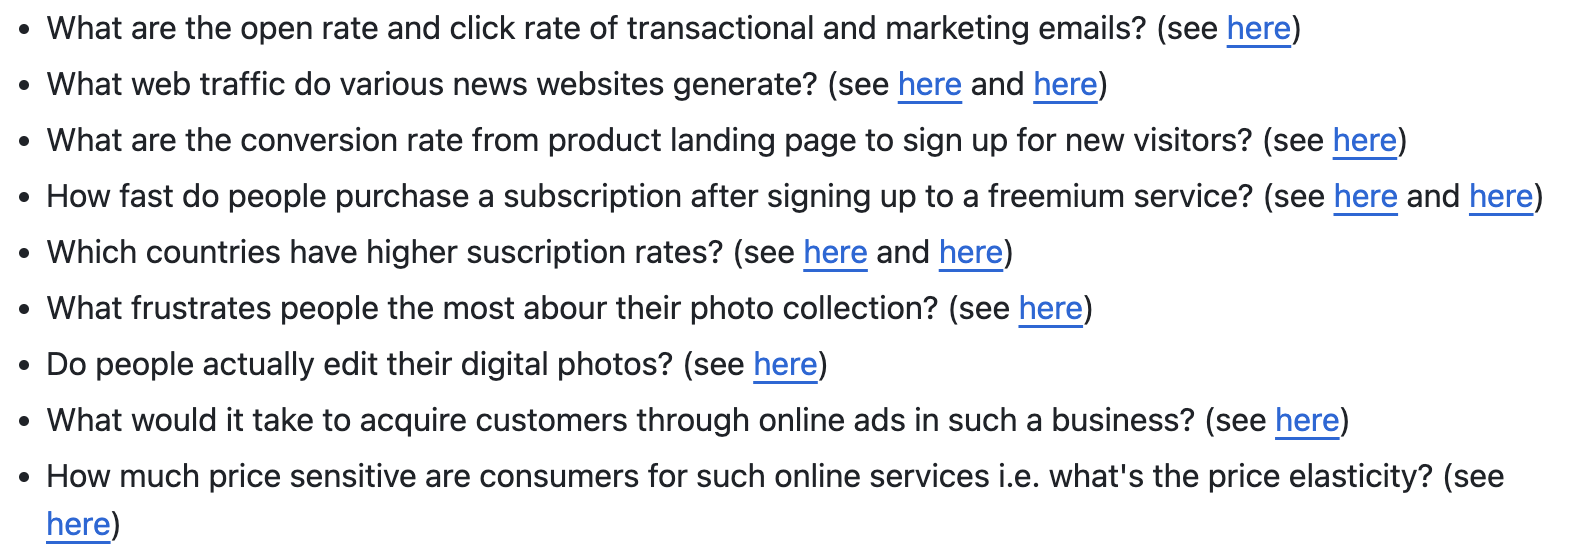 • What are the open rate and click rate of transactional and marketing emails? (see here)
• What web traffic do various news websites generate? (see here and here)
• What are the conversion rate from product landing page to sign up for new visitors? (see here)
• How fast do people purchase a subscription after signing up to a freemium service? (see here and here)
• Which countries have higher suscription rates? (see here and here)
• What frustrates people the most abour their photo collection? (see here)
• Do people actually edit their digital photos? (see here)
• What would it take to acquire customers through online ads in such a business? (see here)
• How much price sensitive are consumers for such online services i.e. what's the price elasticity? (see
here)